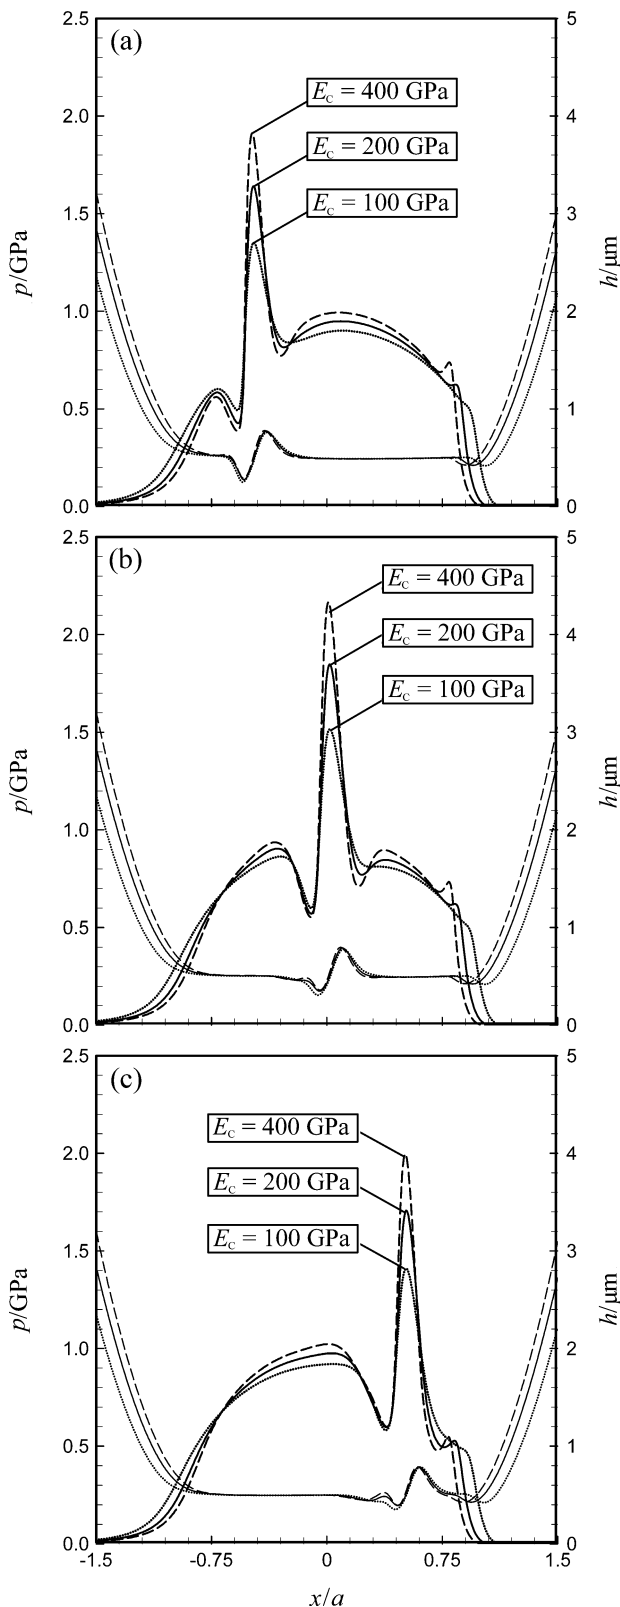 (a)
2.5
2.0
1.5
1.0
0.5
0.0
p/GPa
5
4
3
2
1
0
h/μm
E_C = 400 GPa
E_C = 200 GPa
E_C = 100 GPa
(b)
2.5
2.0
1.5
1.0
0.5
0.0
p/GPa
5
4
3
2
1
0
h/μm
E_C = 400 GPa
E_C = 200 GPa
E_C = 100 GPa
(c)
2.5
2.0
1.5
1.0
0.5
0.0
p/GPa
5
4
3
2
1
0
h/μm
E_C = 400 GPa
E_C = 200 GPa
E_C = 100 GPa
-1.5 -0.75 0 0.75 1.5
x/a